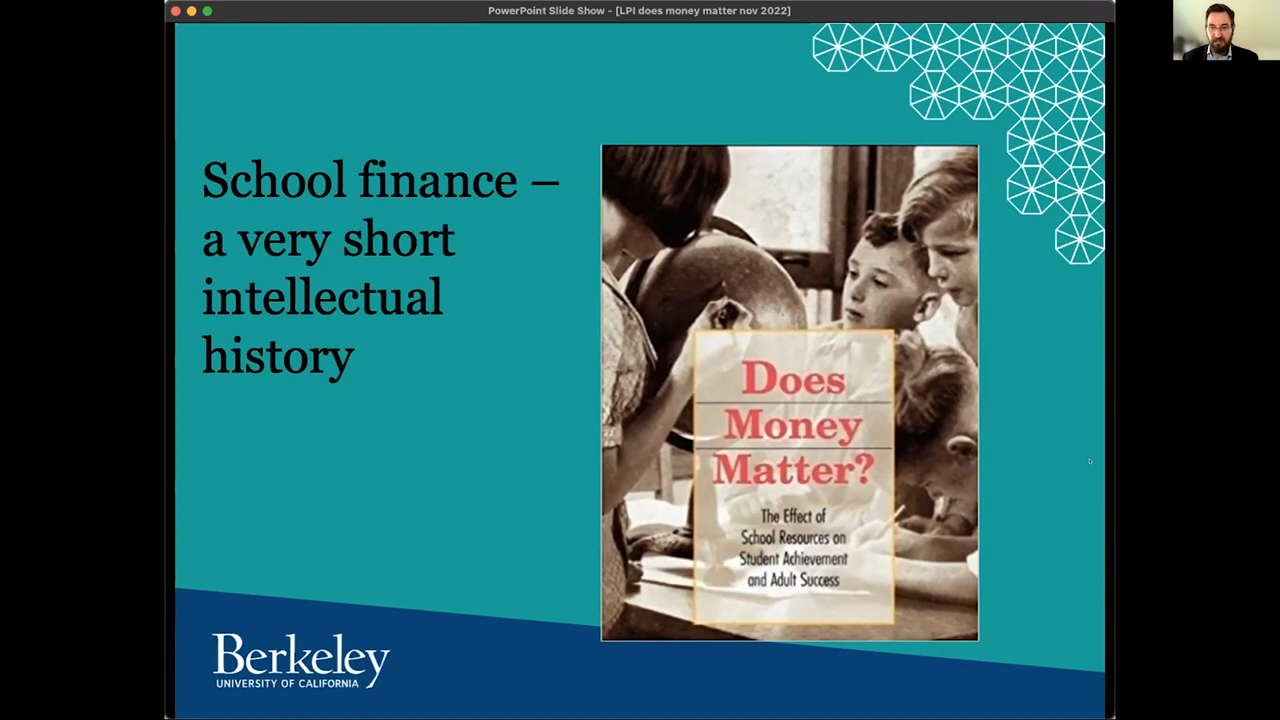 PowerPoint Slide Show - [LPI does money matter nov 2022]
School finance –
a very short
intellectual
history
Does
Money
Matter?
The Effect of
School Resources on
Student Achievement
and Adult Success
Berkeley
UNIVERSITY OF CALIFORNIA